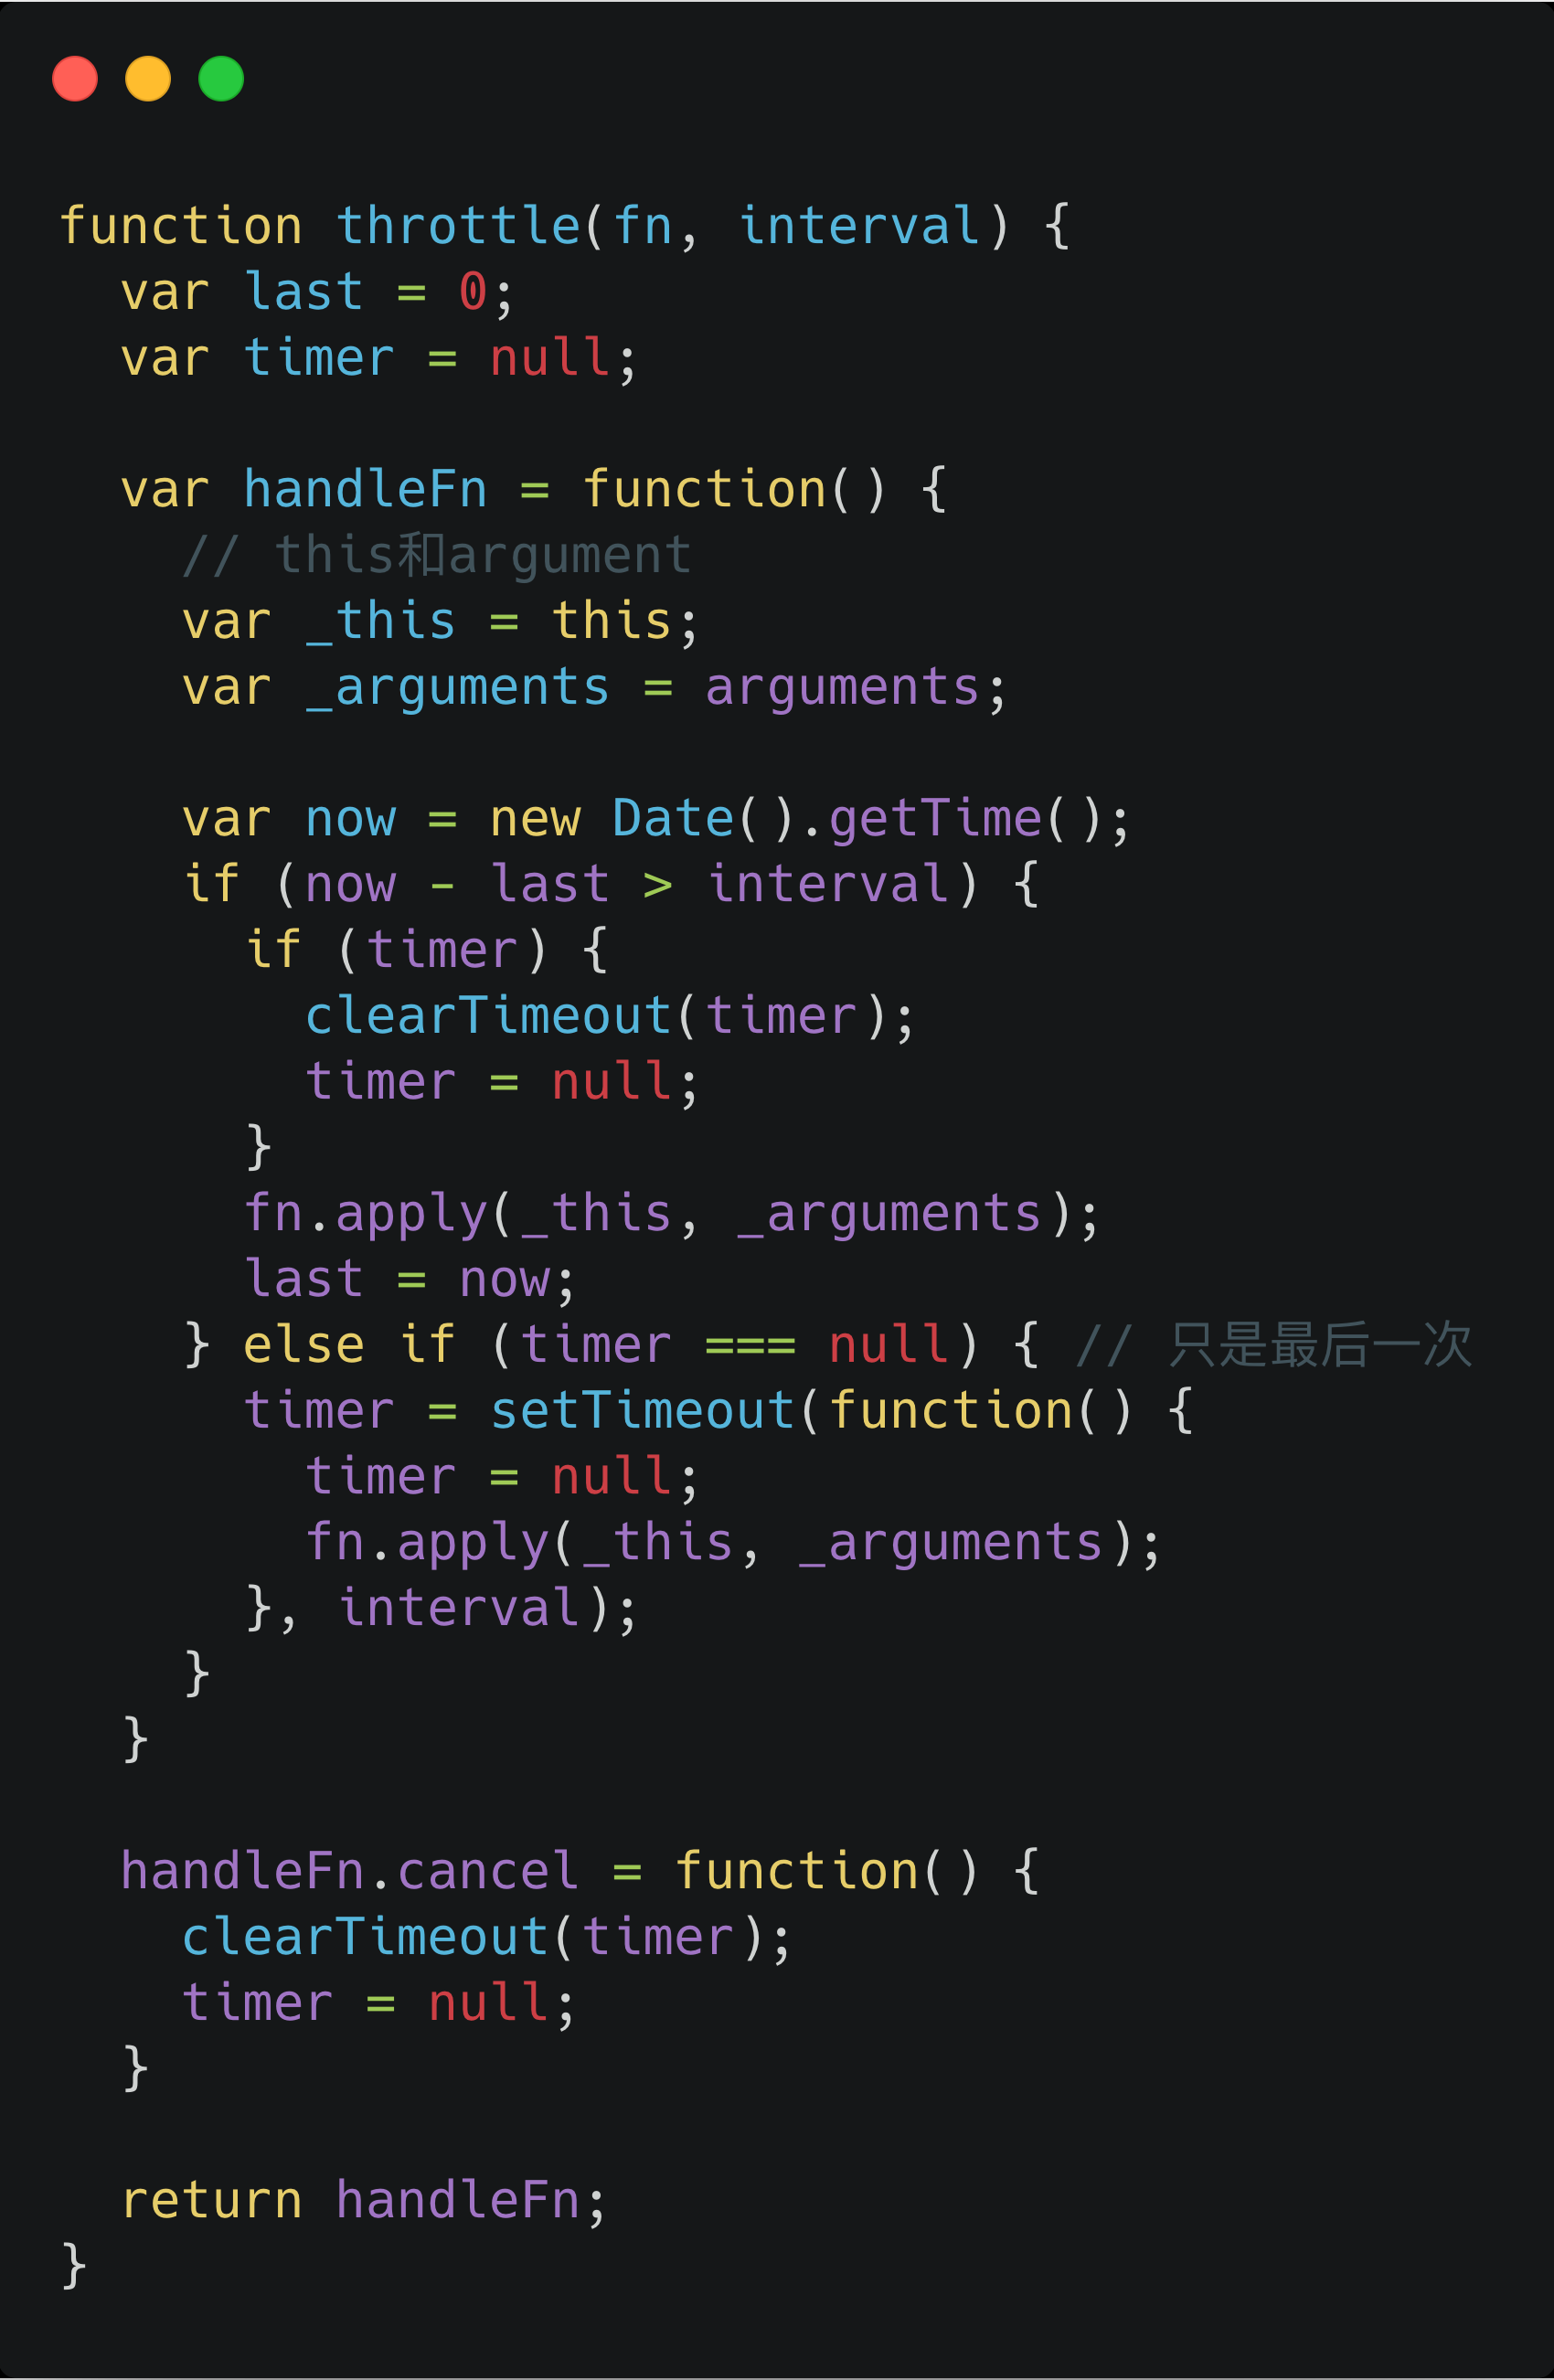 function throttle(fn, interval) {
  var last = 0;
  var timer = null;

  var handleFn = function() {
    // this和argument
    var _this = this;
    var _arguments = arguments;

    var now = new Date().getTime();
    if (now - last > interval) {
      if (timer) {
        clearTimeout(timer);
        timer = null;
      }
      fn.apply(_this, _arguments);
      last = now;
    } else if (timer === null) { // 只是最后一次
      timer = setTimeout(function() {
        timer = null;
        fn.apply(_this, _arguments);
      }, interval);
    }
  }

  handleFn.cancel = function() {
    clearTimeout(timer);
    timer = null;
  }

  return handleFn;
}